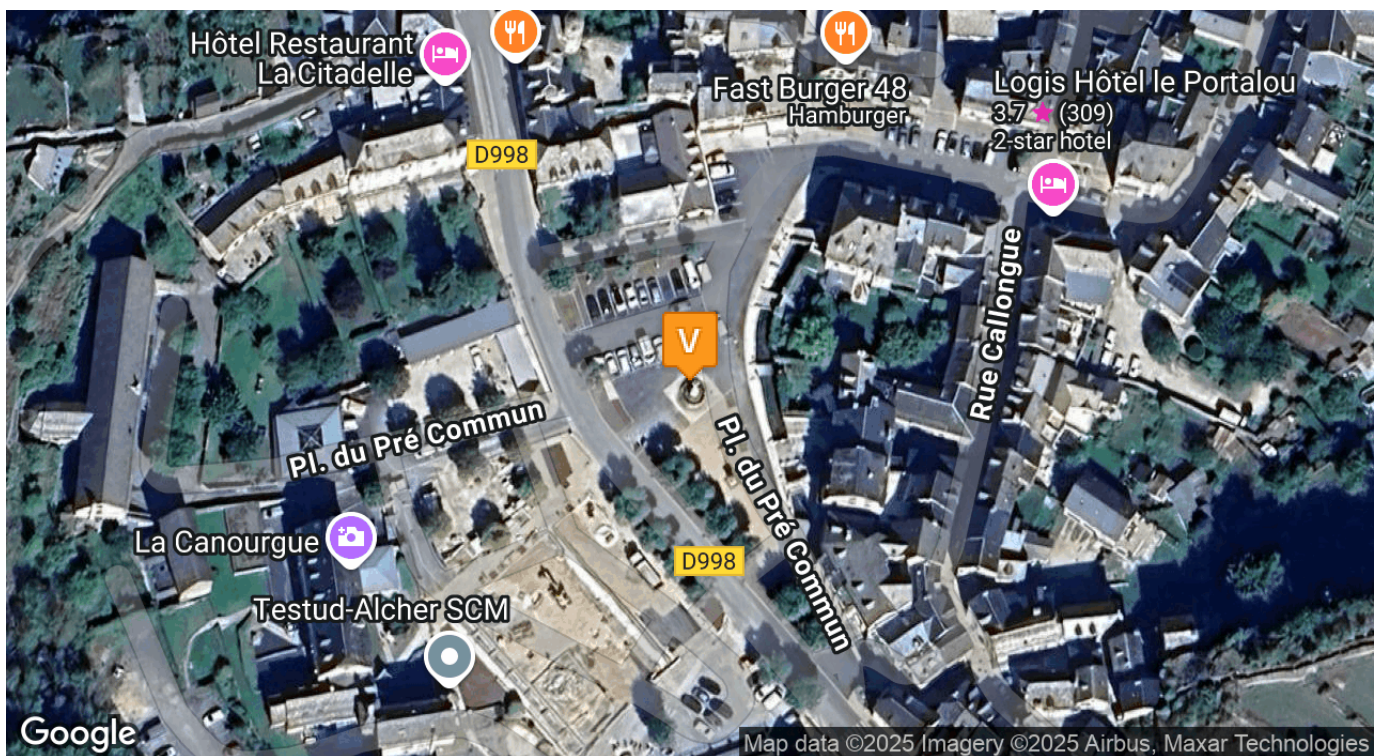 Hôtel Restaurant
La Citadelle
Fast Burger 48
Hamburger
Logis Hôtel le Portalou
3.7 ★ (309)
2-star hotel
D998
Rue Callongue
V
Pl. du Pré Commun
Pl. du Pré Commun
La Canourgue
D998
Testud-Alcher SCM
Google
Map data ©2025 Imagery ©2025 Airbus, Maxar Technologies